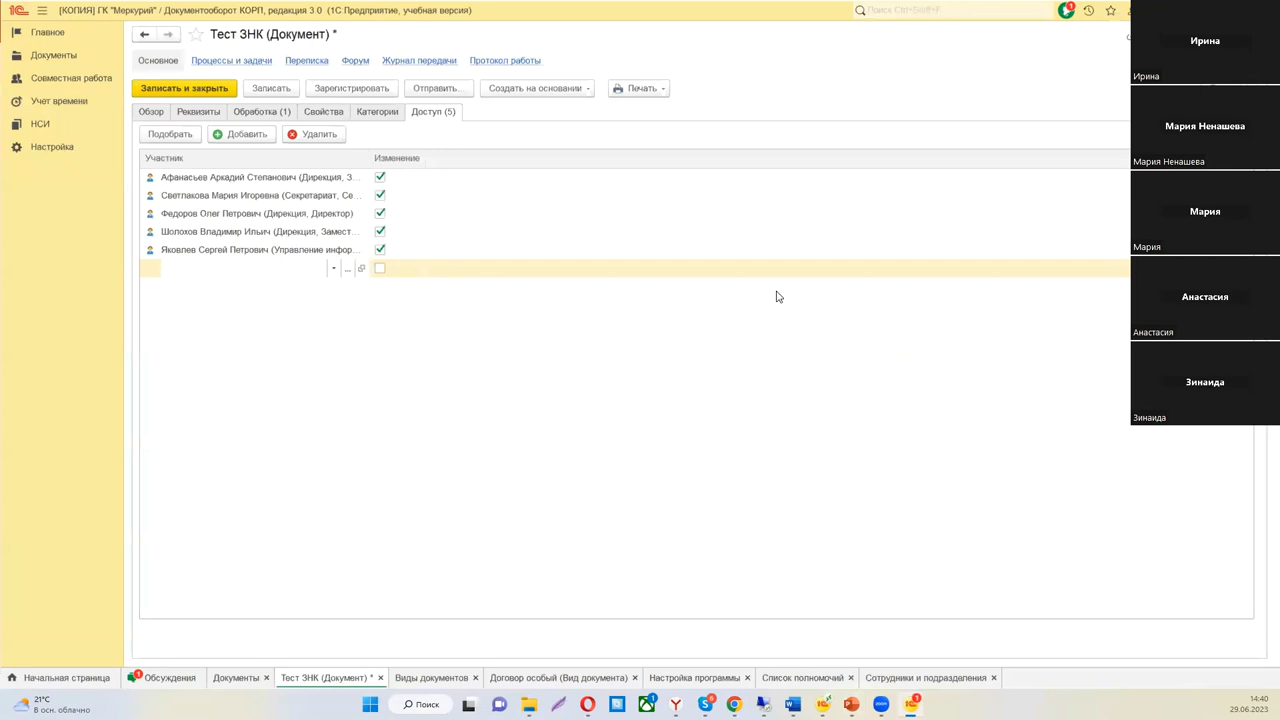 [КОПИЯ] ГК "Меркурий" / Документооборот КОРП, редакция 3.0 (1С:Предприятие, учебная версия)
Поиск Ctrl+Shift+F
1
Главное
Документы
Совместная работа
Учет времени
НСИ
Настройка
Тест ЗНК (Документ) *
Основное Процессы и задачи Переписка Форум Журнал передачи Протокол работы
Записать и закрыть Записать Зарегистрировать Отправить... Создать на основании Печать
Обзор Реквизиты Обработка (1) Свойства Категории Доступ (5)
Подобрать Добавить Удалить
Участник Изменение
Афанасьев Аркадий Степанович (Дирекция, З...
Светлакова Мария Игоревна (Секретариат, Се...
Федоров Олег Петрович (Дирекция, Директор)
Шолохов Владимир Ильич (Дирекция, Замест...
Яковлев Сергей Петрович (Управление инфор...
...
Ирина
Ирина
Мария Ненашева
Мария Ненашева
Мария
Мария
Анастасия
Анастасия
Зинаида
Зинаида
Начальная страница 1 Обсуждения Документы × Тест ЗНК (Документ) * × Виды документов × Договор особый (Вид документа) × Настройка программы × Список полномочий × Сотрудники и подразделения ×
21°C
В осн. облачно
Поиск
14:40
29.06.2023